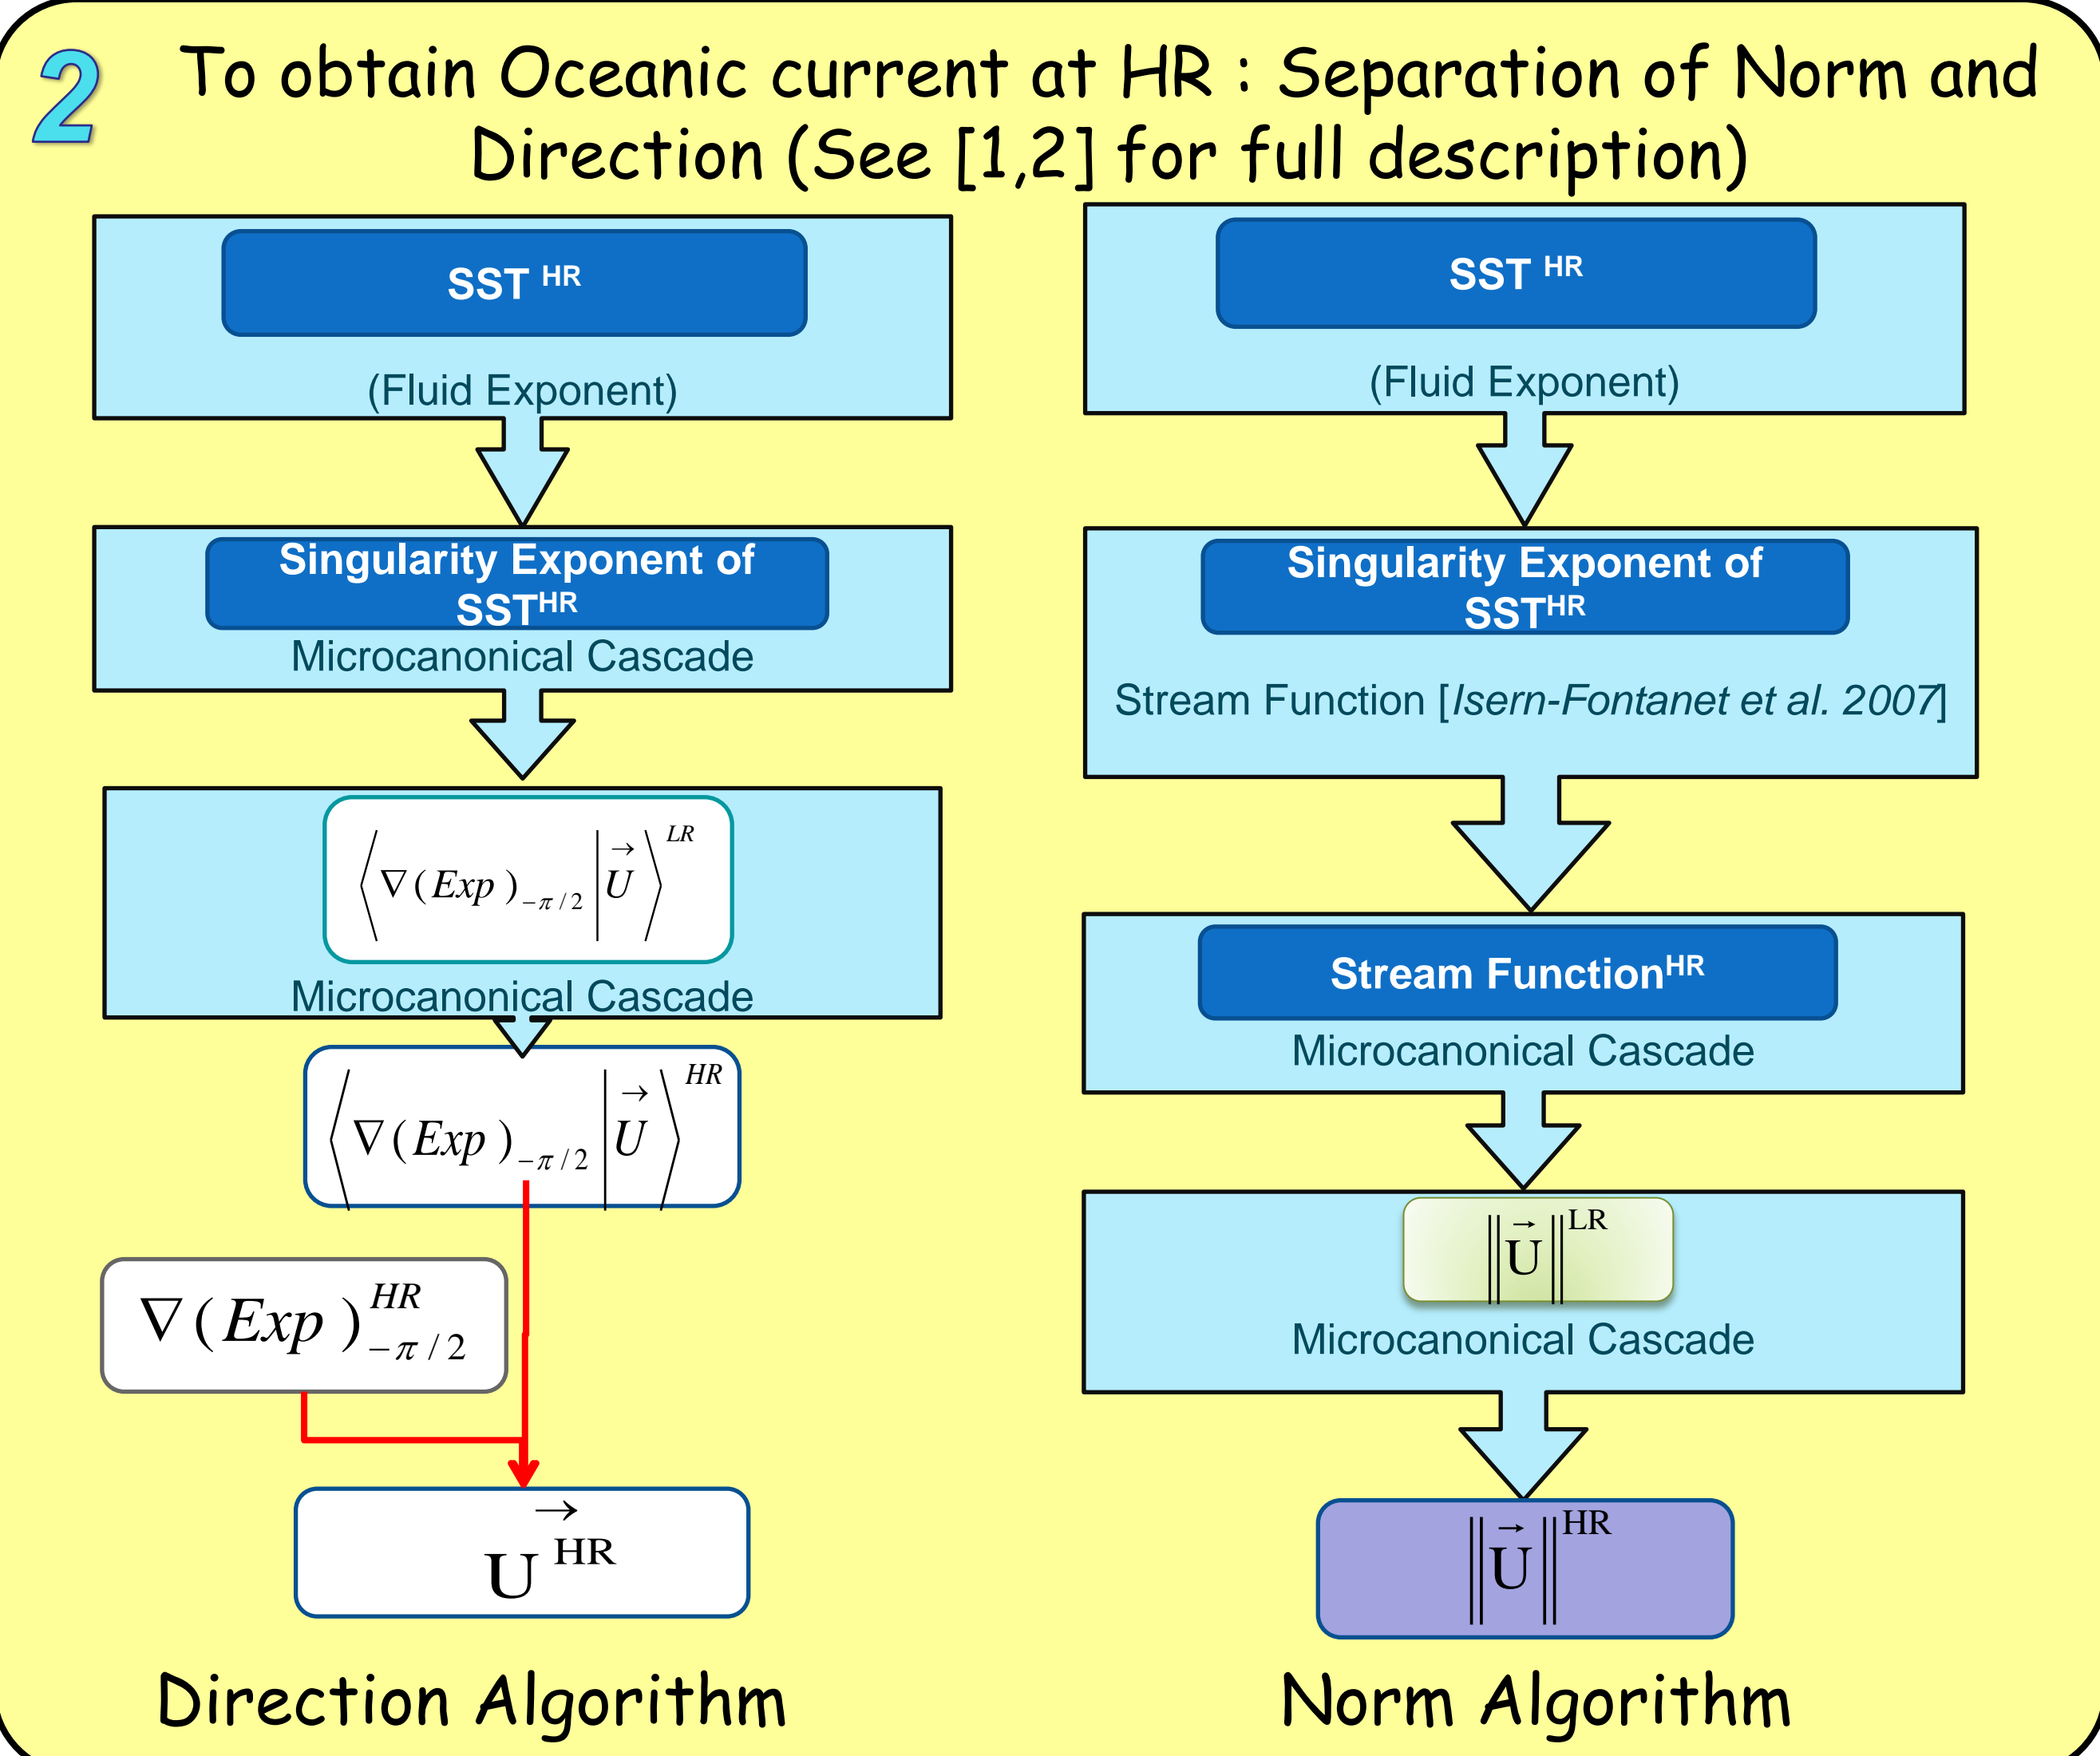 2
To obtain Oceanic current at HR : Separation of Norm and
Direction (See [1,2] for full description)
SST HR
(Fluid Exponent)
Singularity Exponent of
SSTHR
Microcanonical Cascade
⟨∇(Exp)−π/2|U→⟩LR
Microcanonical Cascade
⟨∇(Exp)−π/2|U→⟩HR
∇(Exp)HR−π/2
U→HR
Direction Algorithm
SST HR
(Fluid Exponent)
Singularity Exponent of
SSTHR
Stream Function [Isern-Fontanet et al. 2007]
Stream FunctionHR
Microcanonical Cascade
‖U→‖LR
Microcanonical Cascade
‖U→‖HR
Norm Algorithm